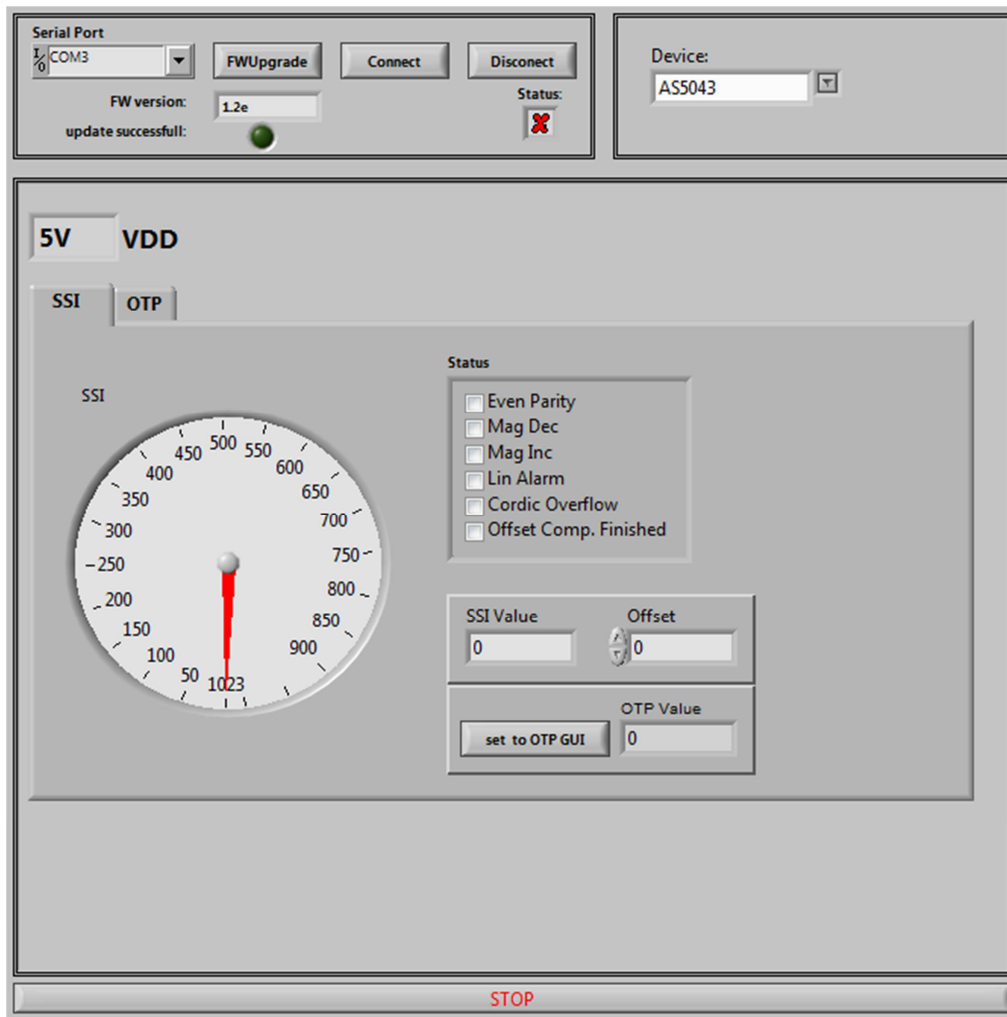 Serial Port
I/O COM3
FWUpgrade
Connect
Disconect
FW version:
1.2e
Status:
update successfull:
Device:
AS5043
5V VDD
SSI
OTP
SSI
50
100
150
200
250
300
350
400
450
500
550
600
650
700
750
800
850
900
1023
Status
Even Parity
Mag Dec
Mag Inc
Lin Alarm
Cordic Overflow
Offset Comp. Finished
SSI Value
Offset
0
0
OTP Value
set to OTP GUI
0
STOP